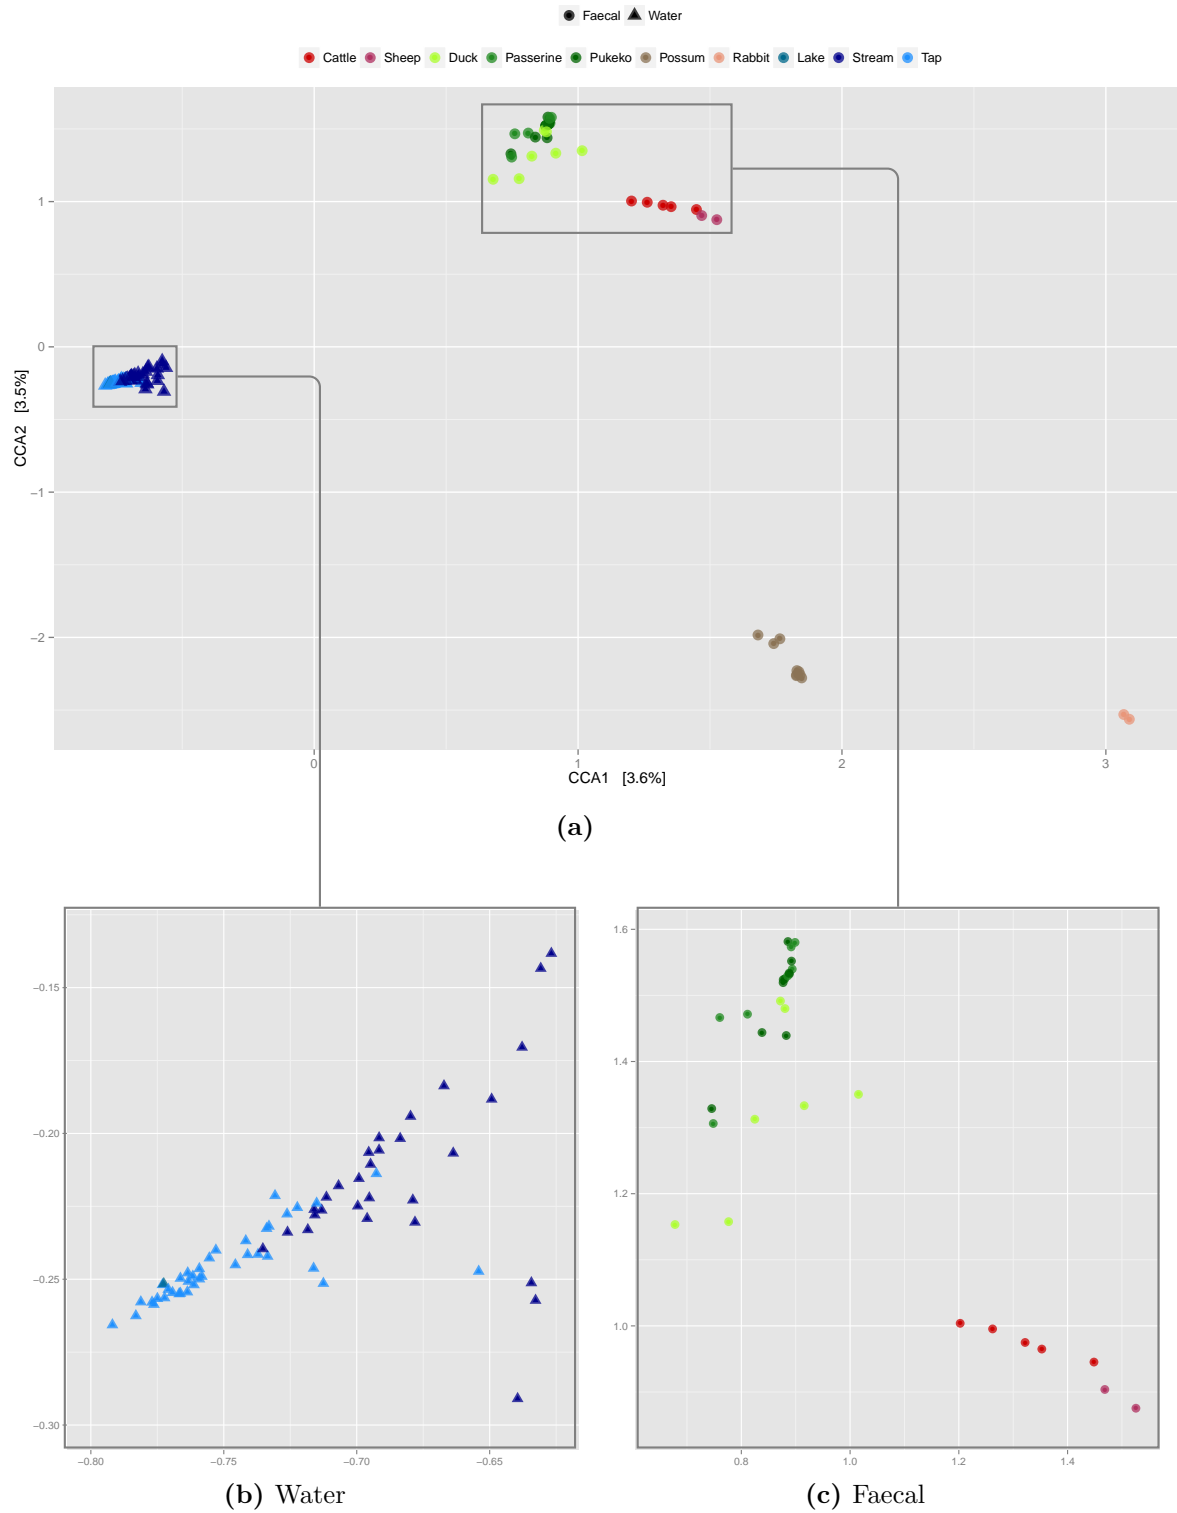 Faecal Water
Cattle Sheep Duck Passerine Pukeko Possum Rabbit Lake Stream Tap
1
0
−1
−2
CCA2 [3.5%]
0 1 2 3
CCA1 [3.6%]
(a)
−0.15
−0.20
−0.25
−0.30
−0.80 −0.75 −0.70 −0.65
(b) Water
1.6
1.4
1.2
1.0
0.8 1.0 1.2 1.4
(c) Faecal